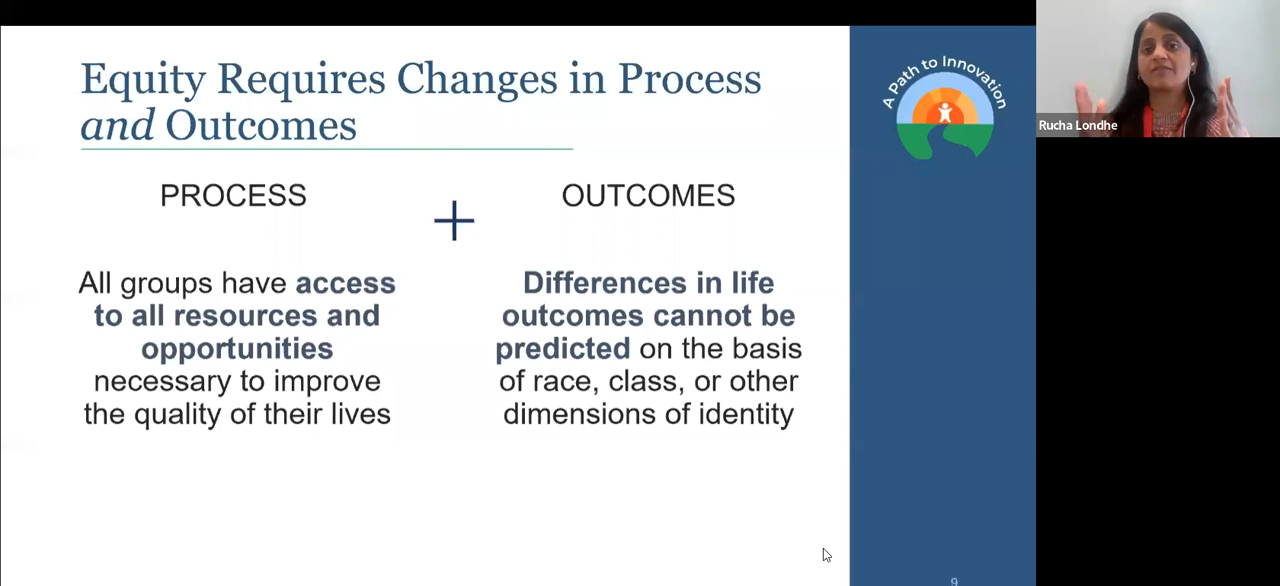 Equity Requires Changes in Process
and Outcomes
PROCESS
+
OUTCOMES
All groups have access
to all resources and
opportunities
necessary to improve
the quality of their lives
Differences in life
outcomes cannot be
predicted on the basis
of race, class, or other
dimensions of identity
A Path to Innovation
9
Rucha Londhe